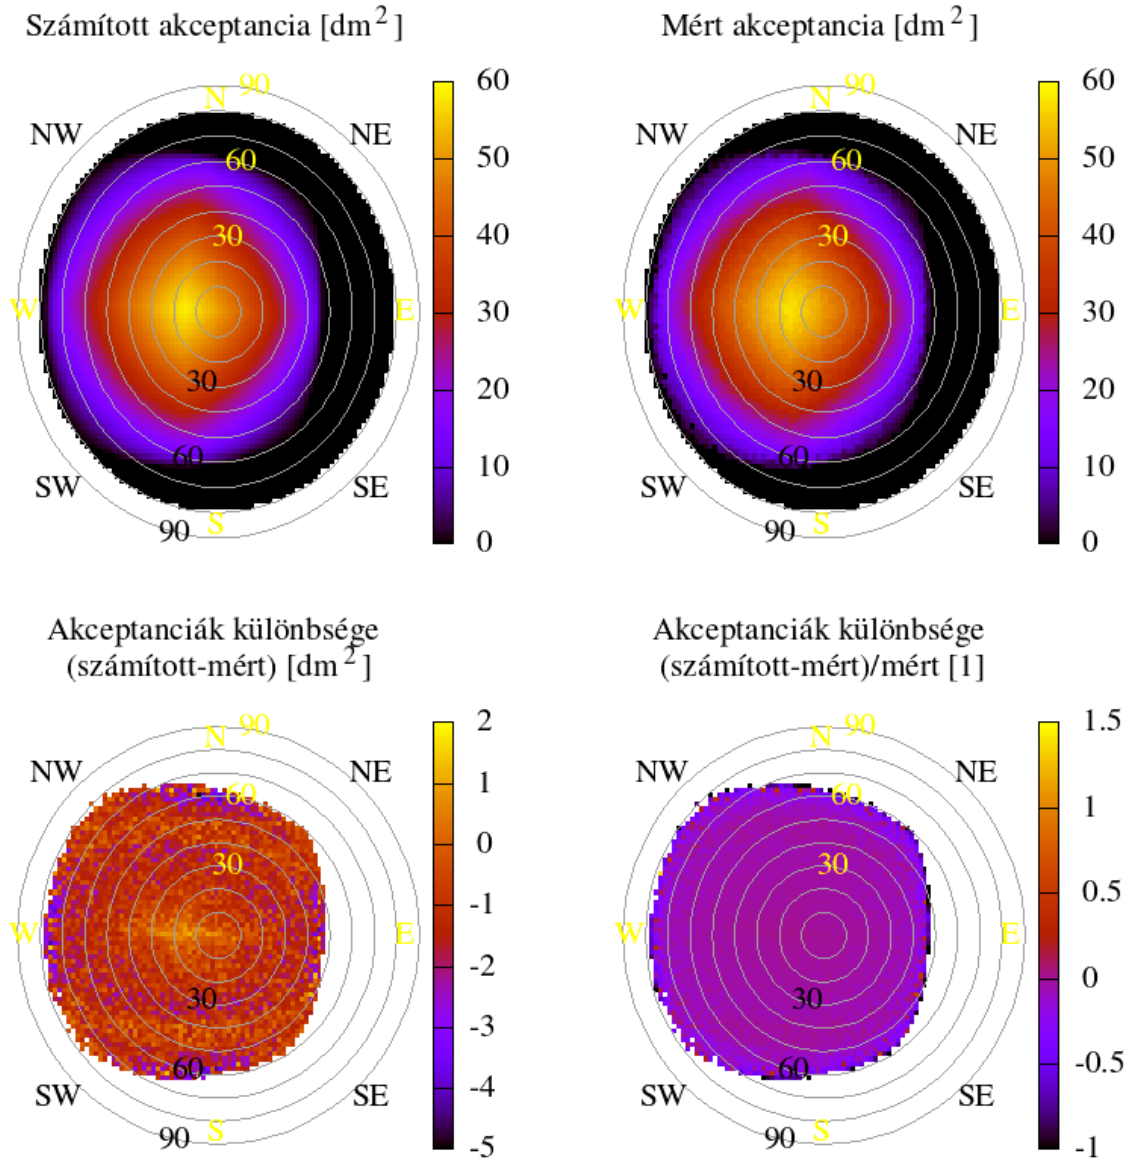 Számított akceptancia [dm²]
Mért akceptancia [dm²]
90
N
NW
NE
60
30
W
E
30
60
SW
SE
S
90
60
50
40
30
20
10
0
90
N
NW
NE
60
30
W
E
30
60
SW
SE
S
90
60
50
40
30
20
10
0
Akceptanciák különbsége
(számított-mért) [dm²]
Akceptanciák különbsége
(számított-mért)/mért [1]
90
N
NW
NE
60
30
W
E
30
60
SW
SE
S
90
2
1
0
-1
-2
-3
-4
-5
90
N
NW
NE
60
30
W
E
30
60
SW
SE
S
90
1.5
1
0.5
0
-0.5
-1